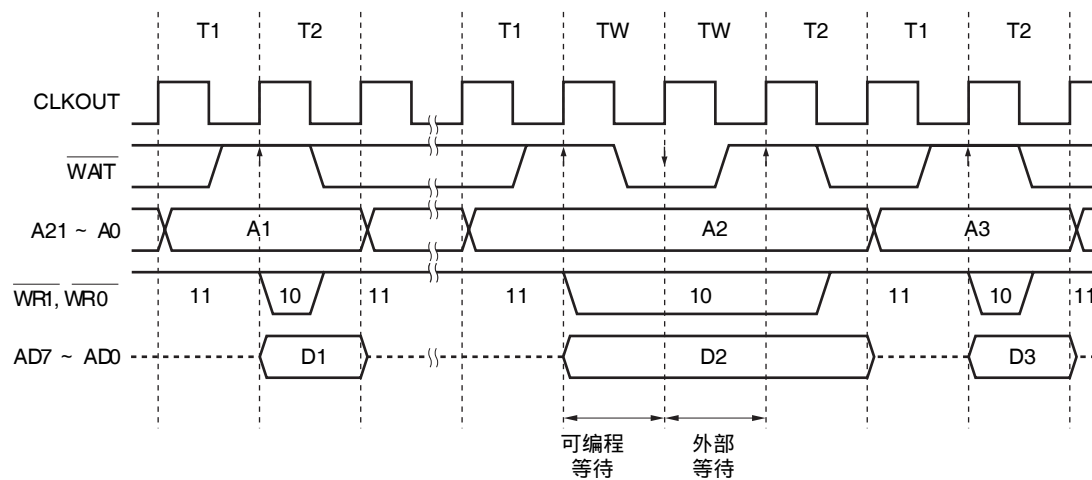 T1 T2 T1 TW TW T2 T1 T2
CLKOUT
WAIT
A21 ~ A0 A1 A2 A3
WR1, WR0 11 10 11 11 10 11 10 11
AD7 ~ AD0 D1 D2 D3
可编程 外部
等待 等待